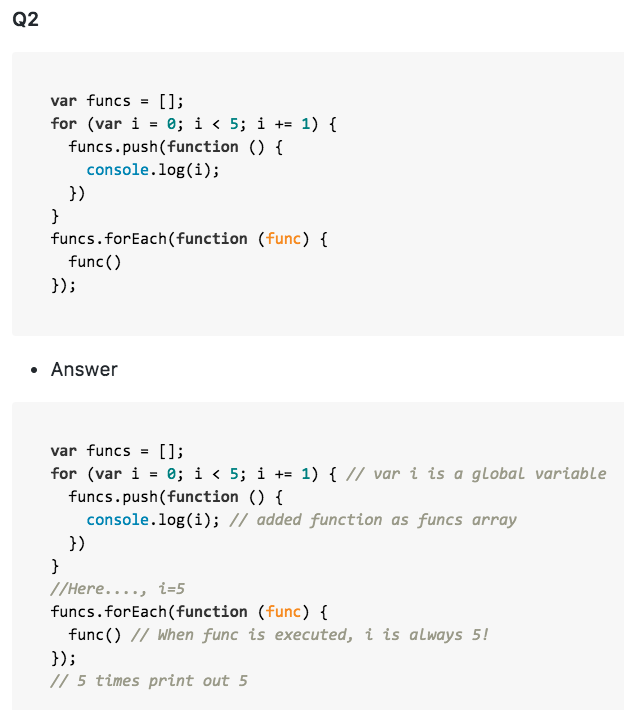 Q2
var funcs = [];
for (var i = 0; i < 5; i += 1) {
  funcs.push(function () {
    console.log(i);
  })
}
funcs.forEach(function (func) {
  func()
});
• Answer
var funcs = [];
for (var i = 0; i < 5; i += 1) { // var i is a global variable
  funcs.push(function () {
    console.log(i); // added function as funcs array
  })
}
//Here...., i=5
funcs.forEach(function (func) {
  func() // When func is executed, i is always 5!
});
// 5 times print out 5